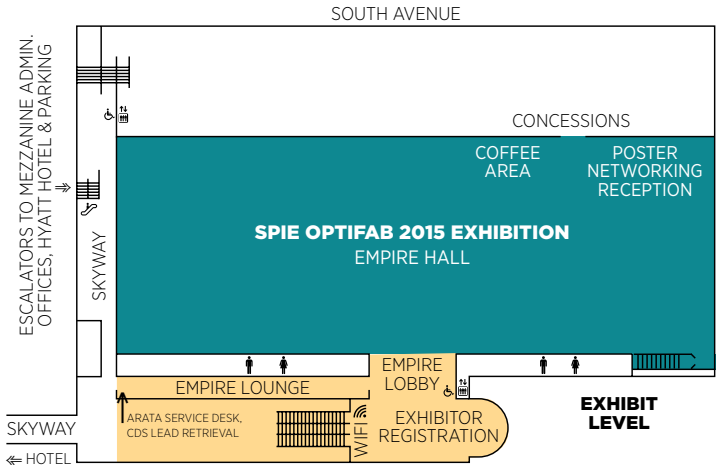 SOUTH AVENUE
ESCALATORS TO MEZZANINE ADMIN.
OFFICES, HYATT HOTEL & PARKING
SKYWAY
CONCESSIONS
COFFEE
AREA
POSTER
NETWORKING
RECEPTION
SPIE OPTIFAB 2015 EXHIBITION
EMPIRE HALL
EMPIRE
LOBBY
EMPIRE LOUNGE
ARATA SERVICE DESK,
CDS LEAD RETRIEVAL
WIFI
EXHIBITOR
REGISTRATION
EXHIBIT
LEVEL
SKYWAY
HOTEL